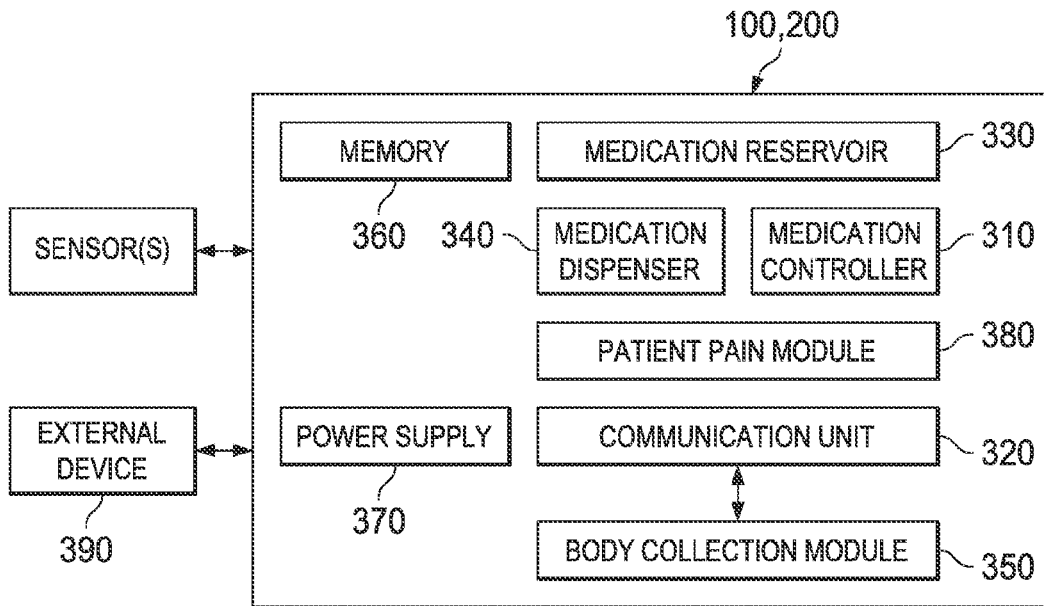 100,200
MEMORY
MEDICATION RESERVOIR
330
360
SENSOR(S)
340
MEDICATION
DISPENSER
MEDICATION
CONTROLLER
310
PATIENT PAIN MODULE
380
EXTERNAL
DEVICE
390
POWER SUPPLY
370
COMMUNICATION UNIT
320
BODY COLLECTION MODULE
350